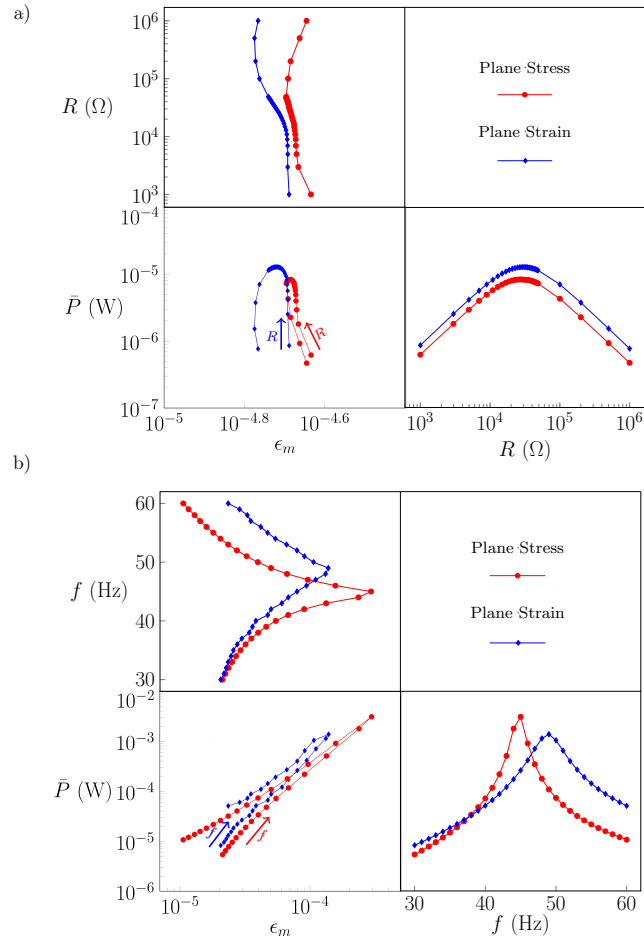 a)
10^6
10^5
10^4
10^3
R (Ω)
Plane Stress
Plane Strain
10^-4
10^-5
10^-6
10^-7
P̄ (W)
R
R
10^-5
10^-4.8
10^-4.6
ϵ_m
10^3
10^4
10^5
10^6
R (Ω)
b)
60
50
40
30
f (Hz)
Plane Stress
Plane Strain
10^-2
10^-3
10^-4
10^-5
10^-6
P̄ (W)
f
f
10^-5
10^-4
ϵ_m
30
40
50
60
f (Hz)